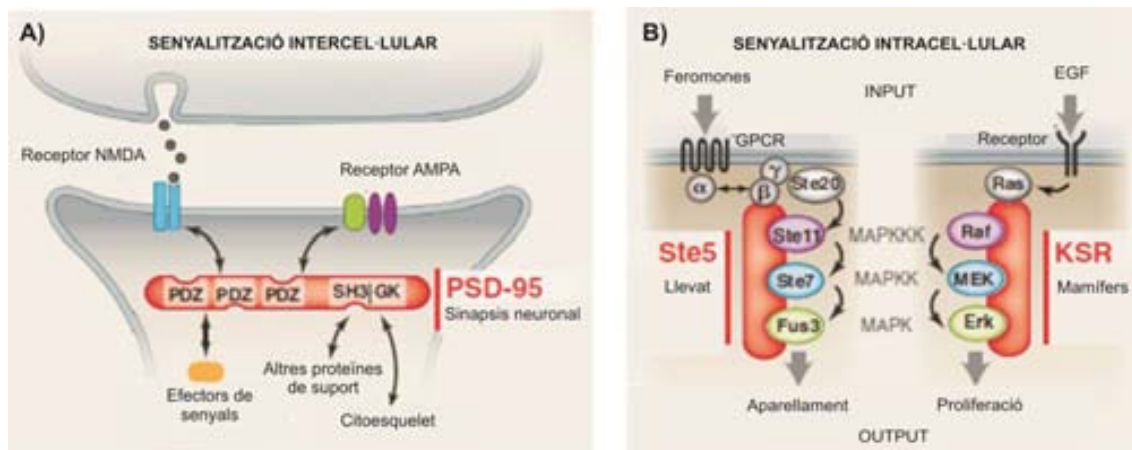 A)
SENYALITZACIÓ INTERCEL·LULAR
Receptor NMDA
Receptor AMPA
PDZ PDZ PDZ SH3 GK
PSD-95
Sinapsis neuronal
Efectors de
senyals
Altres proteïnes
de suport
Citoesquelet
B)
SENYALITZACIÓ INTRACEL·LULAR
Feromones
INPUT
EGF
GPCR
Receptor
α β γ Ste20
Ras
Ste11 MAPKKK Raf
Ste5
Llevat
Ste7 MAPKK MEK
KSR
Mamífers
Fus3 MAPK Erk
Aparellament
Proliferació
OUTPUT